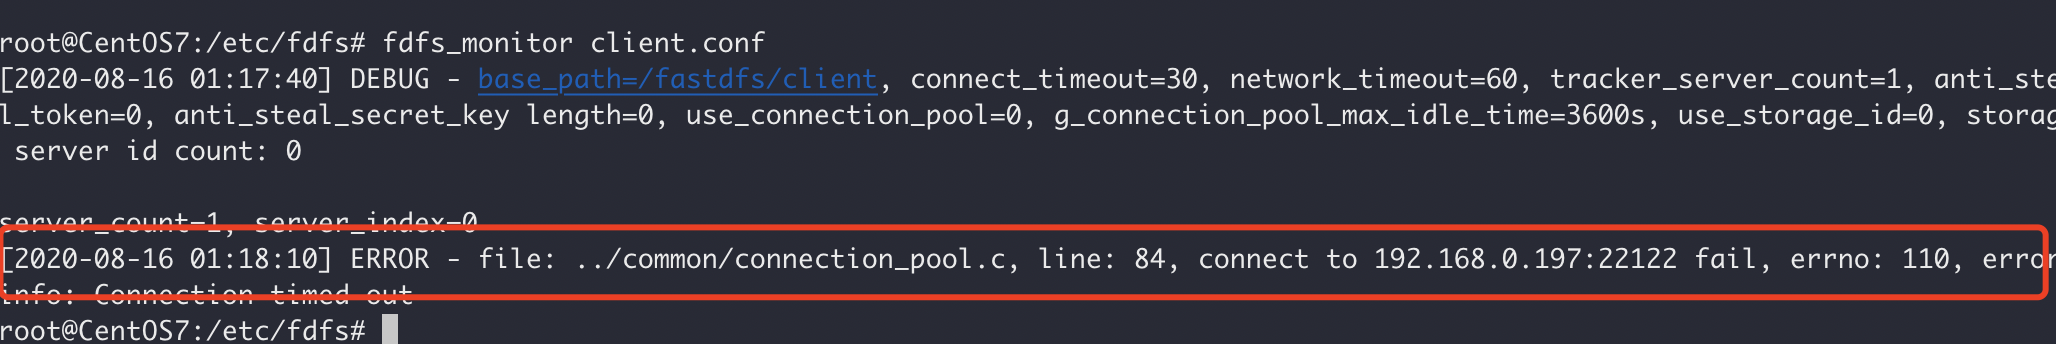 root@CentOS7:/etc/fdfs# fdfs_monitor client.conf
[2020-08-16 01:17:40] DEBUG - base_path=/fastdfs/client, connect_timeout=30, network_timeout=60, tracker_server_count=1, anti_ste
l_token=0, anti_steal_secret_key length=0, use_connection_pool=0, g_connection_pool_max_idle_time=3600s, use_storage_id=0, storag
server id count: 0
server_count=1, server_index=0
[2020-08-16 01:18:10] ERROR - file: ../common/connection_pool.c, line: 84, connect to 192.168.0.197:22122 fail, errno: 110, error
info: Connection timed out
root@CentOS7:/etc/fdfs#